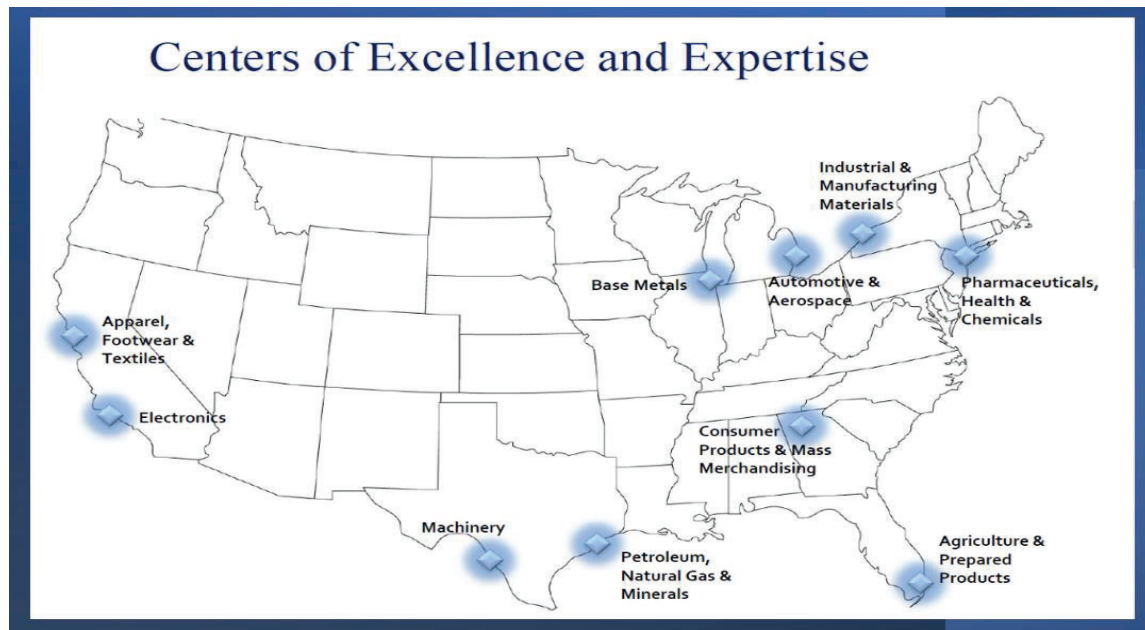 Centers of Excellence and Expertise
Industrial &
Manufacturing
Materials
Base Metals
Automotive &
Aerospace
Pharmaceuticals,
Health &
Chemicals
Apparel,
Footwear &
Textiles
Electronics
Consumer
Products & Mass
Merchandising
Machinery
Petroleum,
Natural Gas &
Minerals
Agriculture &
Prepared
Products